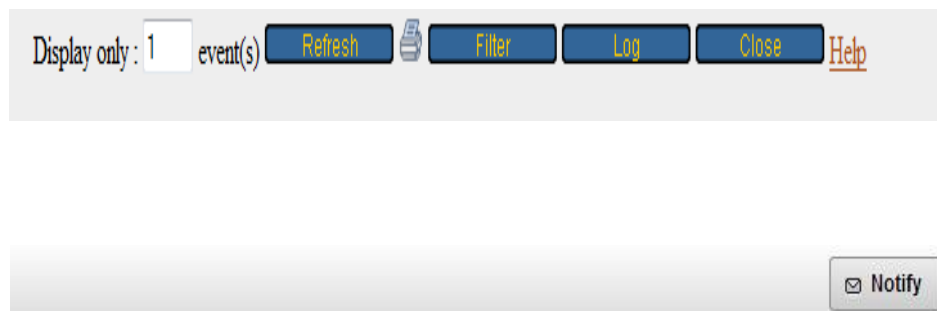 Display only : 1 event(s) Refresh Filter Log Close Help
Notify